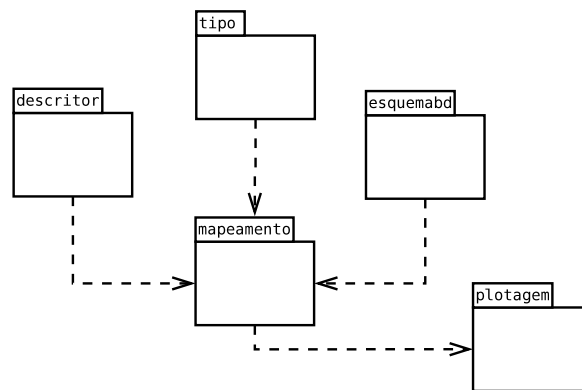 tipo
descritor
esquemabd
mapeamento
plotagem